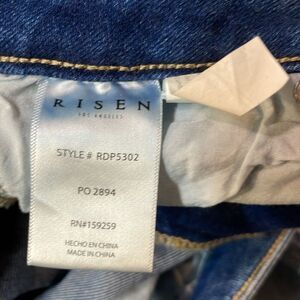 RISEN
LOS ANGELES
STYLE # RDP5302
PO 2894
RN#159259
HECHO EN CHINA
MADE IN CHINA